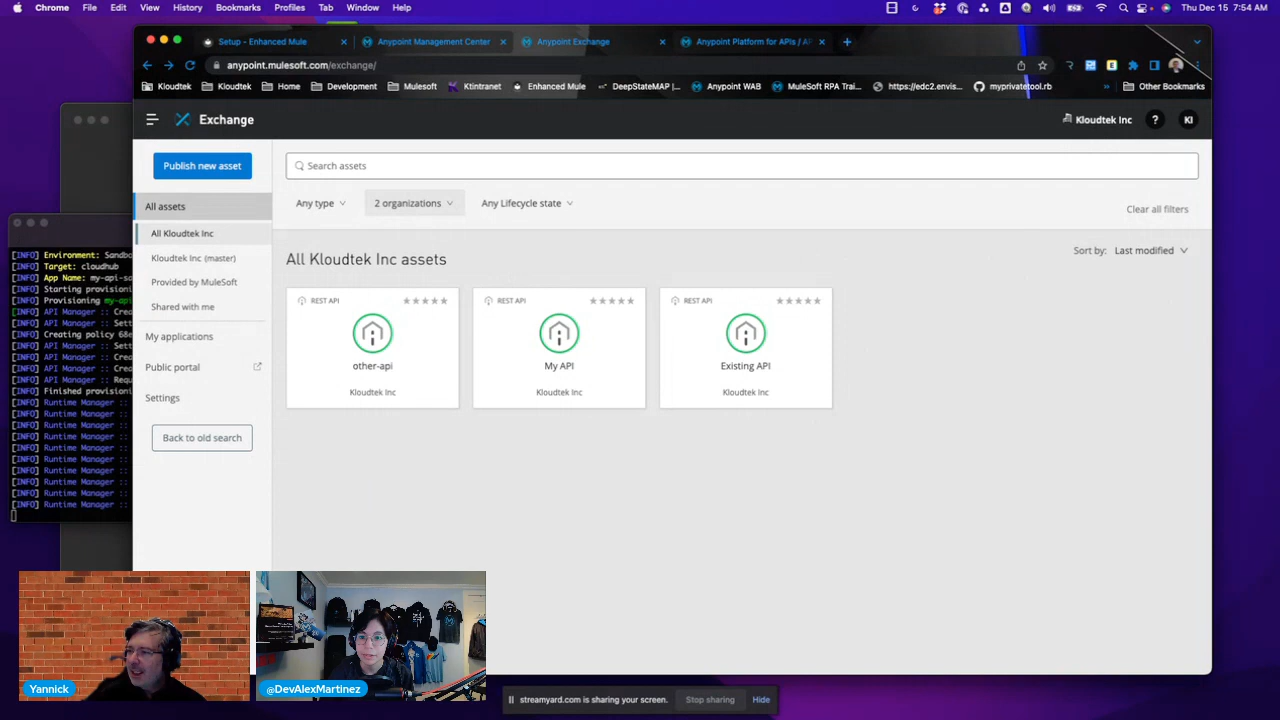 Chrome File Edit View History Bookmarks Profiles Tab Window Help
Thu Dec 15 7:54 AM
Setup - Enhanced Mule
Anypoint Management Center
Anypoint Exchange
Anypoint Platform for APIs / AP
anypoint.mulesoft.com/exchange/
Kloudtek Kloudtek Home Development Mulesoft Ktintranet Enhanced Mule DeepStateMAP |... Anypoint WAB MuleSoft RPA Trai... https://edc2.envis... myprivatetool.rb » Other Bookmarks
Exchange
Kloudtek Inc ? KI
Publish new asset
Search assets
All assets
Any type 2 organizations Any Lifecycle state
Clear all filters
All Kloudtek Inc
Kloudtek Inc (master)
Provided by MuleSoft
Shared with me
My applications
Public portal
Settings
Back to old search
All Kloudtek Inc assets
Sort by: Last modified
REST API
other-api
Kloudtek Inc
REST API
My API
Kloudtek Inc
REST API
Existing API
Kloudtek Inc
[INFO] Environment: Sandb
[INFO] Target: cloudhub
[INFO] App Name: my-api-sa
[INFO] Starting provisioni
[INFO] Provisioning my-api
[INFO] API Manager :: Crea
[INFO] API Manager :: Sett
[INFO] Creating policy 68e
[INFO] API Manager :: Sett
[INFO] API Manager :: Crea
[INFO] API Manager :: Crea
[INFO] API Manager :: Requ
[INFO] Finished provisioni
[INFO] Runtime Manager ::
[INFO] Runtime Manager ::
[INFO] Runtime Manager ::
[INFO] Runtime Manager ::
[INFO] Runtime Manager ::
[INFO] Runtime Manager ::
[INFO] Runtime Manager ::
[INFO] Runtime Manager ::
[INFO] Runtime Manager ::
[INFO] Runtime Manager ::
Yannick
@DevAlexMartinez
streamyard.com is sharing your screen.
Stop sharing
Hide